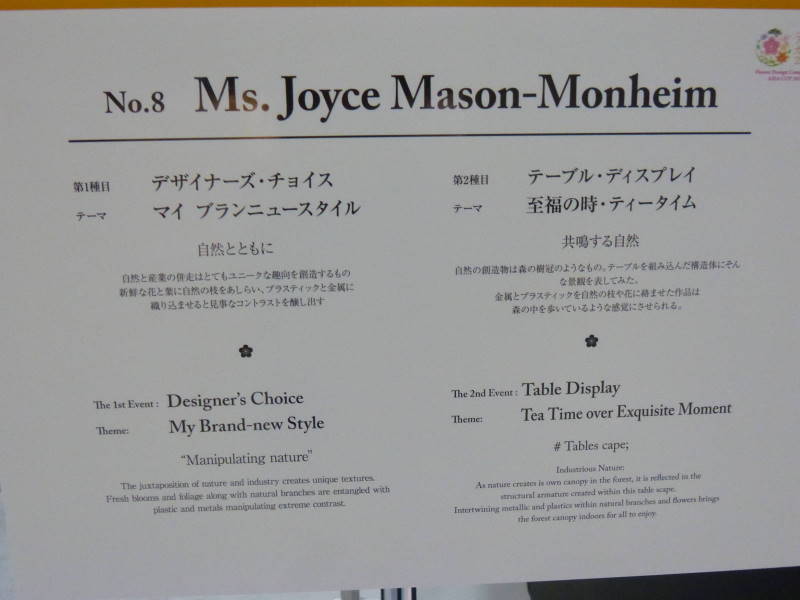 No.8 Ms. Joyce Mason-Monheim
第1種目 デザイナーズ・チョイス
テーマ マイ ブランニュースタイル
自然とともに
自然と産業の併走はとてもユニークな趣向を創造するもの
新鮮な花と葉に自然の枝をあしらい、プラスティックと金属に
織り込ませると見事なコントラストを醸し出す
The 1st Event : Designer's Choice
Theme: My Brand-new Style
"Manipulating nature"
The juxtaposition of nature and industry creates unique textures.
Fresh blooms and foliage along with natural branches are entangled with
plastic and metals manipulating extreme contrast.
第2種目 テーブル・ディスプレイ
テーマ 至福の時・ティータイム
共鳴する自然
自然の創造物は森の樹冠のようなもの。テーブルを組み込んだ構造体にそん
な景観を表してみた。
金属とプラスティックを自然の枝や花に絡ませた作品は
森の中を歩いているような感覚にさせられる。
The 2nd Event : Table Display
Theme: Tea Time over Exquisite Moment
# Tables cape;
Industrious Nature:
As nature creates is own canopy in the forest, it is reflected in the
structural armature created within this table scape.
Intertwining metallic and plastics within natural branches and flowers brings
the forest canopy indoors for all to enjoy.